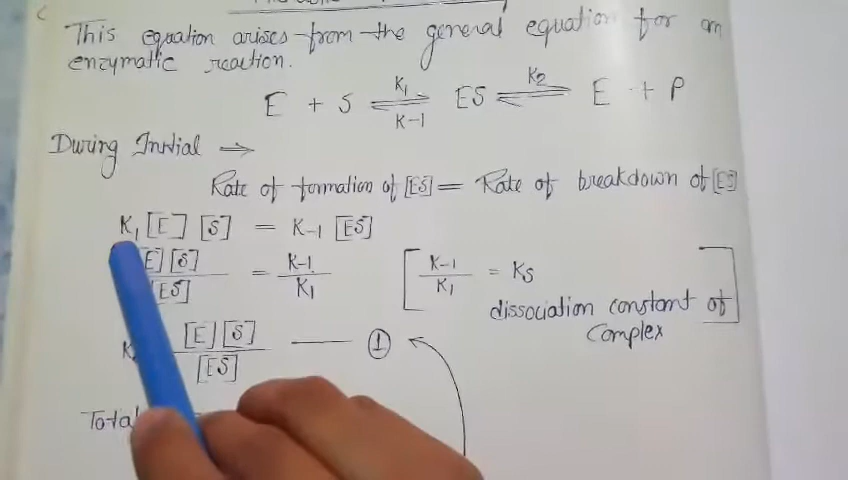 This equation arises from the general equation for an
enzymatic reaction.
E + S ⇌ ES ⇌ E + P
K1 K2
K-1
During Initial →
Rate of formation of [ES] = Rate of breakdown of [ES]
K1 [E] [S] = K-1 [ES]
[E][S] / [ES] = K-1 / K1 [ K-1 / K1 = KS
dissociation constant of
Complex ]
[E][S] / [ES] —— ①
Total